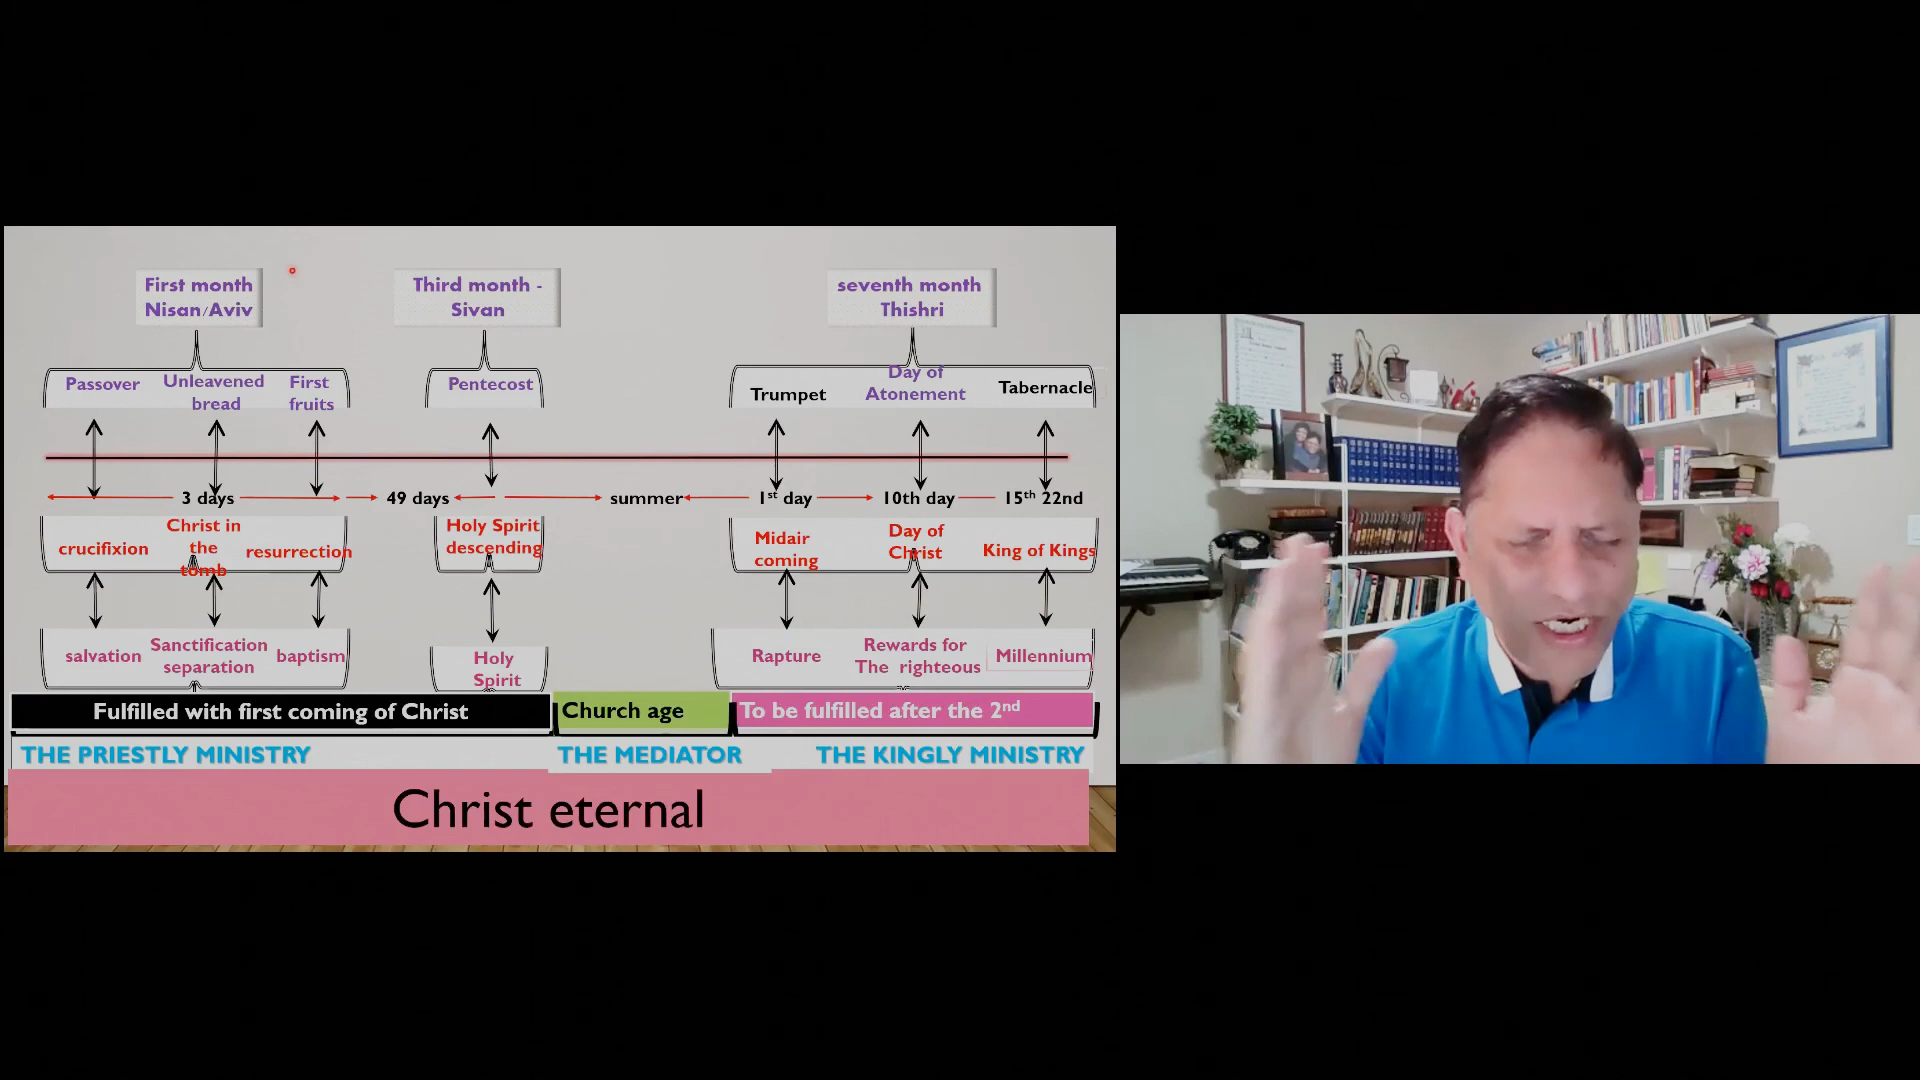 First month
Nisan/Aviv
Third month -
Sivan
seventh month
Thishri
Passover
Unleavened
bread
First
fruits
Pentecost
Trumpet
Day of
Atonement
Tabernacle
3 days
49 days
summer
1st day
10th day
15th 22nd
crucifixion
Christ in
the
tomb
resurrection
Holy Spirit
descending
Midair
coming
Day of
Christ
King of Kings
salvation
Sanctification
separation
baptism
Holy
Spirit
Rapture
Rewards for
The righteous
Millennium
Fulfilled with first coming of Christ
Church age
To be fulfilled after the 2nd
THE PRIESTLY MINISTRY
THE MEDIATOR
THE KINGLY MINISTRY
Christ eternal